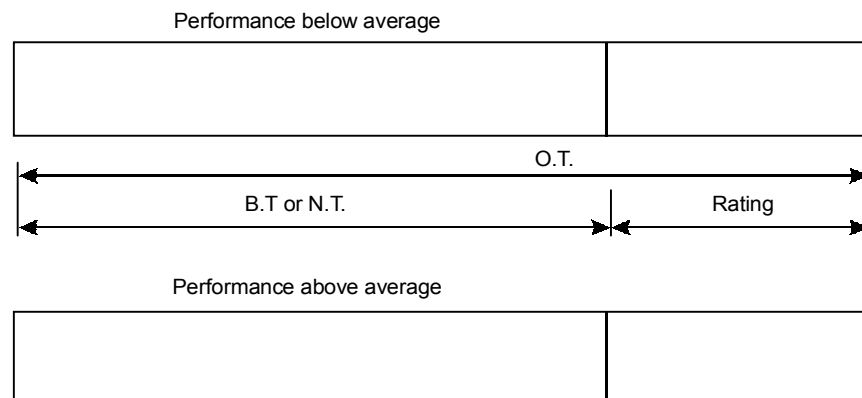 Performance below average
O.T.
B.T or N.T.
Rating
Performance above average